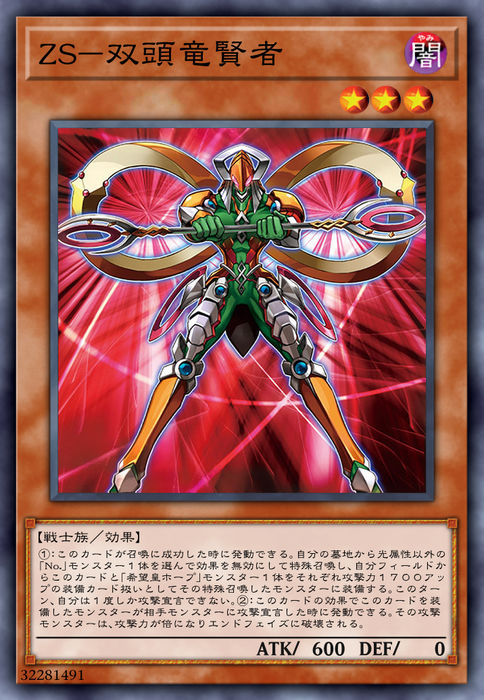 ZS－双頭竜賢者
やみ
闇
【戦士族／効果】
①：このカードが召喚に成功した時に発動できる。自分の墓地から光属性以外の
「No.」モンスター１体を選んで効果を無効にして特殊召喚し、自分フィールドか
らこのカードと「希望皇ホープ」モンスター１体をそれぞれ攻撃力１７００アッ
プの装備カード扱いとしてその特殊召喚したモンスターに装備する。このター
ン、自分は１度しか攻撃宣言できない。②：このカードの効果でこのカードを装
備したモンスターが相手モンスターに攻撃宣言した時に発動できる。その攻撃
モンスターは、攻撃力が倍になりエンドフェイズに破壊される。
ATK/ 600 DEF/ 0
32281491